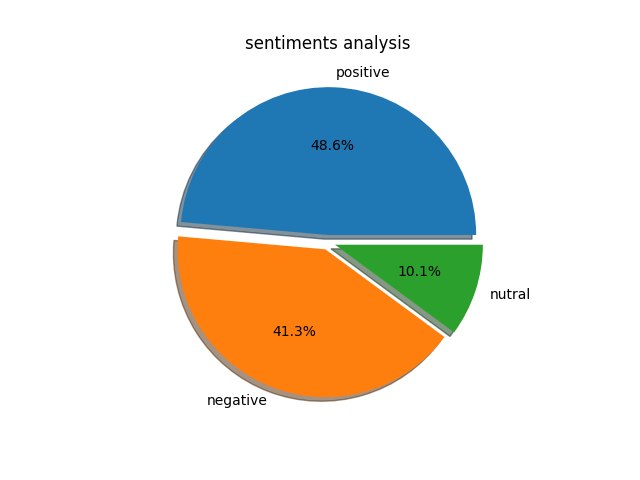 sentiments analysis
positive
48.6%
10.1%
nutral
41.3%
negative